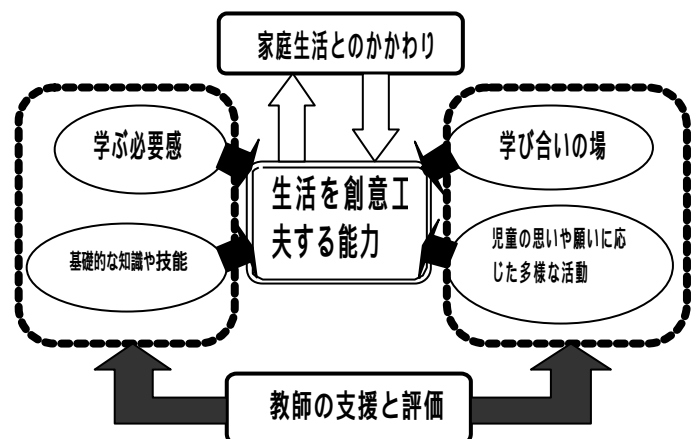 家庭生活とのかかわり
学ぶ必要感
学び合いの場
生活を創意工
夫する能力
基礎的な知識や技能
児童の思いや願いに応
じた多様な活動
教師の支援と評価